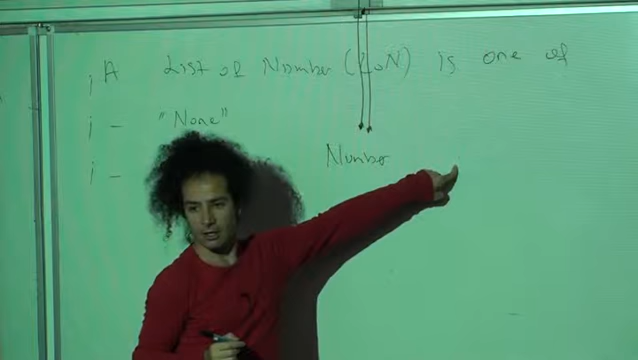 ; A List of Number (LoN) is one of
; - "None"
; -
Number